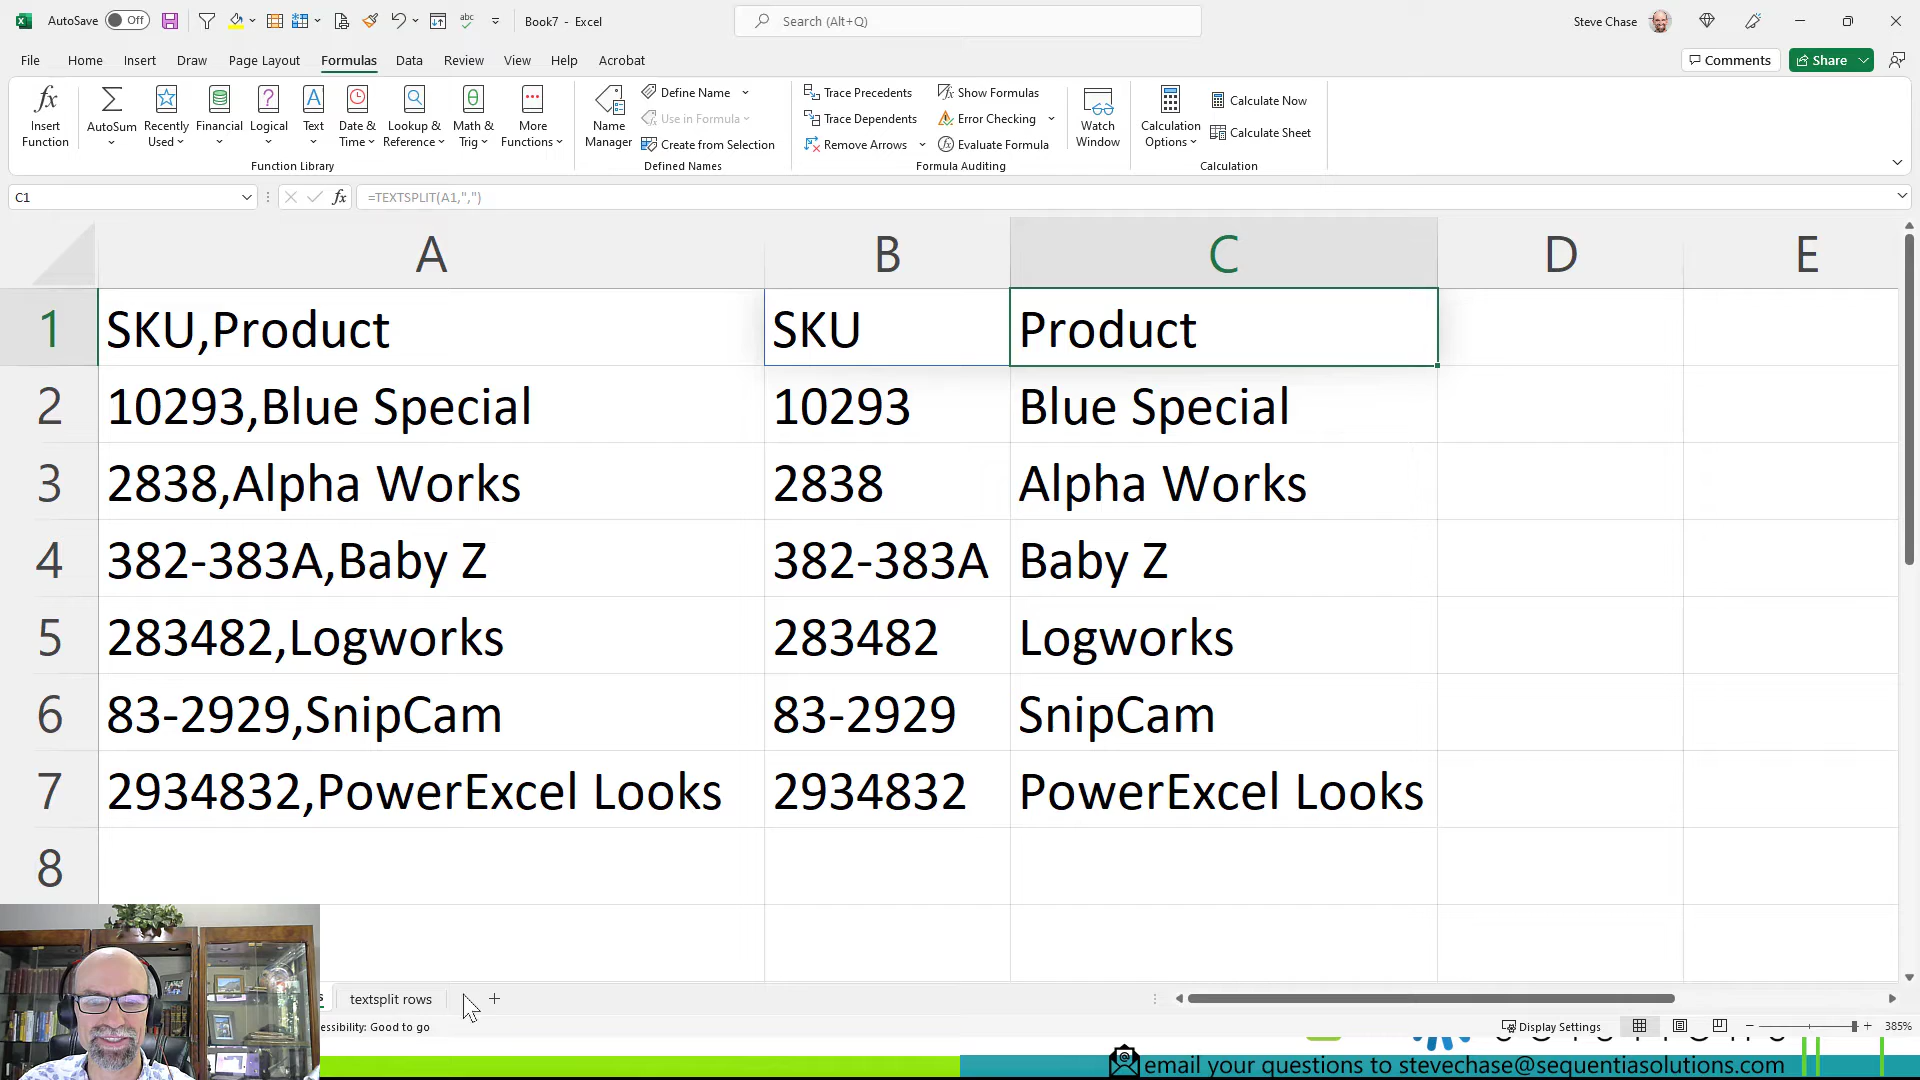 AutoSave Off Book7 - Excel Search (Alt+Q) Steve Chase
File Home Insert Draw Page Layout Formulas Data Review View Help Acrobat Comments Share
Insert Function AutoSum Recently Used Financial Logical Text Date & Time Lookup & Reference Math & Trig More Functions
Function Library
Name Manager
Define Name
Use in Formula
Create from Selection
Defined Names
Trace Precedents Show Formulas
Trace Dependents Error Checking
Remove Arrows Evaluate Formula
Formula Auditing
Watch Window
Calculation Options
Calculate Now
Calculate Sheet
Calculation
C1 fx =TEXTSPLIT(A1,",")
A B C D E
1 SKU,Product SKU Product
2 10293,Blue Special 10293 Blue Special
3 2838,Alpha Works 2838 Alpha Works
4 382-383A,Baby Z 382-383A Baby Z
5 283482,Logworks 283482 Logworks
6 83-2929,SnipCam 83-2929 SnipCam
7 2934832,PowerExcel Looks 2934832 PowerExcel Looks
8
textsplit rows
essibility: Good to go Display Settings 385%
email your questions to stevechase@sequentiasolutions.com